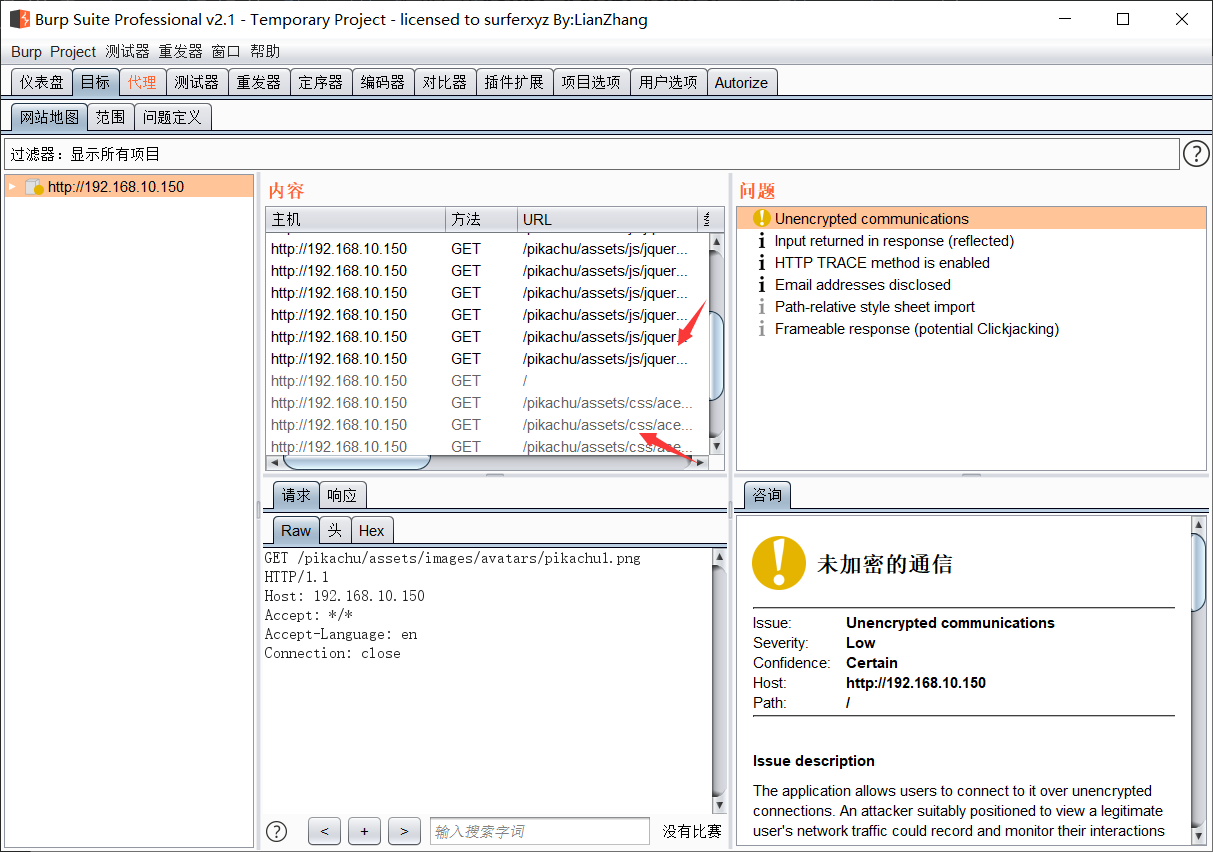 Burp Suite Professional v2.1 - Temporary Project - licensed to surferxyz By:LianZhang
Burp Project 测试器 重发器 窗口 帮助
仪表盘 目标 代理 测试器 重发器 定序器 编码器 对比器 插件扩展 项目选项 用户选项 Autorize
网站地图 范围 问题定义
过滤器：显示所有项目
?
http://192.168.10.150
内容
主机 方法 URL
http://192.168.10.150 GET /pikachu/assets/js/jquer...
http://192.168.10.150 GET /pikachu/assets/js/jquer...
http://192.168.10.150 GET /pikachu/assets/js/jquer...
http://192.168.10.150 GET /pikachu/assets/js/jquer...
http://192.168.10.150 GET /pikachu/assets/js/jquer...
http://192.168.10.150 GET /pikachu/assets/js/jquer...
http://192.168.10.150 GET /
http://192.168.10.150 GET /pikachu/assets/css/ace...
http://192.168.10.150 GET /pikachu/assets/css/ace...
http://192.168.10.150 GET /pikachu/assets/css/ace...
问题
Unencrypted communications
Input returned in response (reflected)
HTTP TRACE method is enabled
Email addresses disclosed
Path-relative style sheet import
Frameable response (potential Clickjacking)
请求 响应
Raw 头 Hex
GET /pikachu/assets/images/avatars/pikachu1.png
HTTP/1.1
Host: 192.168.10.150
Accept: */*
Accept-Language: en
Connection: close
? < + > 输入搜索字词 没有比赛
咨询
未加密的通信
Issue: Unencrypted communications
Severity: Low
Confidence: Certain
Host: http://192.168.10.150
Path: /
Issue description
The application allows users to connect to it over unencrypted
connections. An attacker suitably positioned to view a legitimate
user's network traffic could record and monitor their interactions